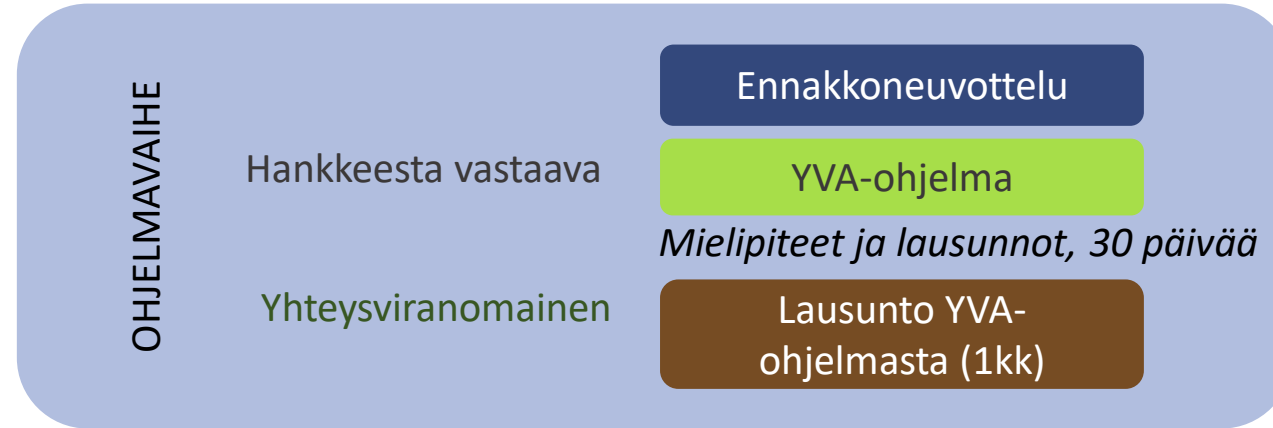 OHJELMAVAIHE
Ennakkoneuvottelu
Hankkeesta vastaava
YVA-ohjelma
Mielipiteet ja lausunnot, 30 päivää
Yhteysviranomainen
Lausunto YVA-
ohjelmasta (1kk)